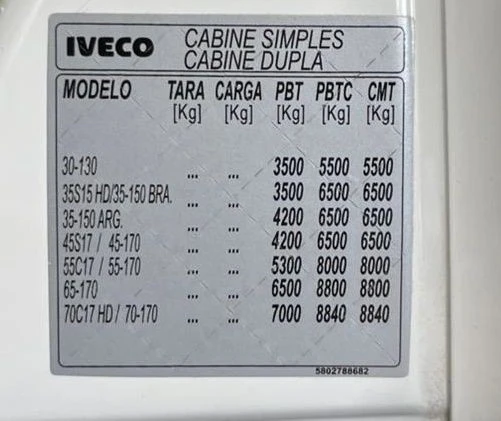 IVECO CABINE SIMPLES
CABINE DUPLA
MODELO TARA CARGA PBT PBTC CMT
[Kg] [Kg] [Kg] [Kg] [Kg]
30-130 ... ... 3500 5500 5500
35S15 HD/35-150 BRA. ... ... 3500 6500 6500
35-150 ARG. ... ... 4200 6500 6500
45S17 / 45-170 ... ... 4200 6500 6500
55C17 / 55-170 ... ... 5300 8000 8000
65-170 ... ... 6500 8800 8800
70C17 HD / 70-170 ... ... 7000 8840 8840
5802788682